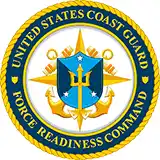 UNITED STATES COAST GUARD
FORCE READINESS COMMAND